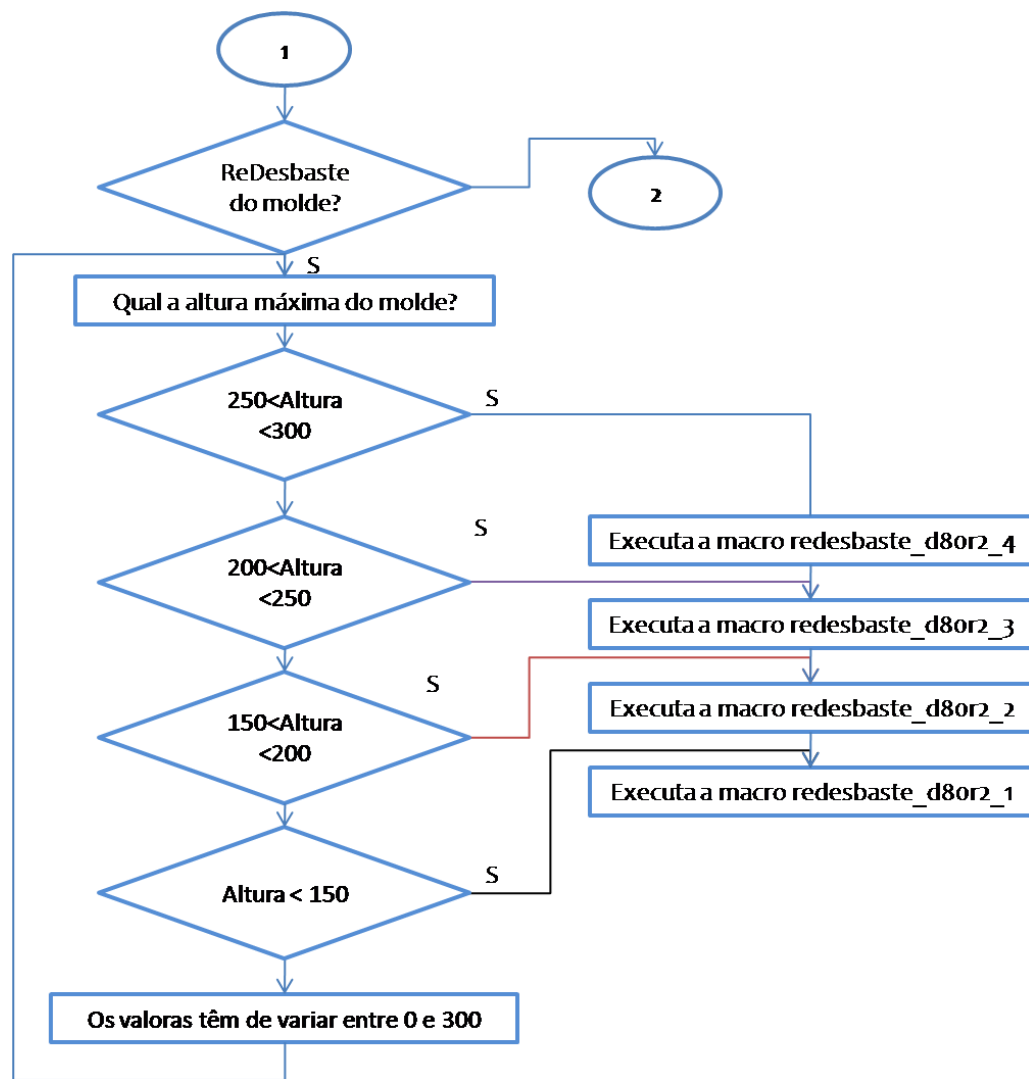 1
ReDesbaste
do molde?
2
S
Qual a altura máxima do molde?
250<Altura
<300
S
Executa a macro redesbaste_d80r2_4
200<Altura
<250
S
Executa a macro redesbaste_d80r2_3
150<Altura
<200
S
Executa a macro redesbaste_d80r2_2
Executa a macro redesbaste_d80r2_1
Altura < 150
S
Os valoras têm de variar entre 0 e 300